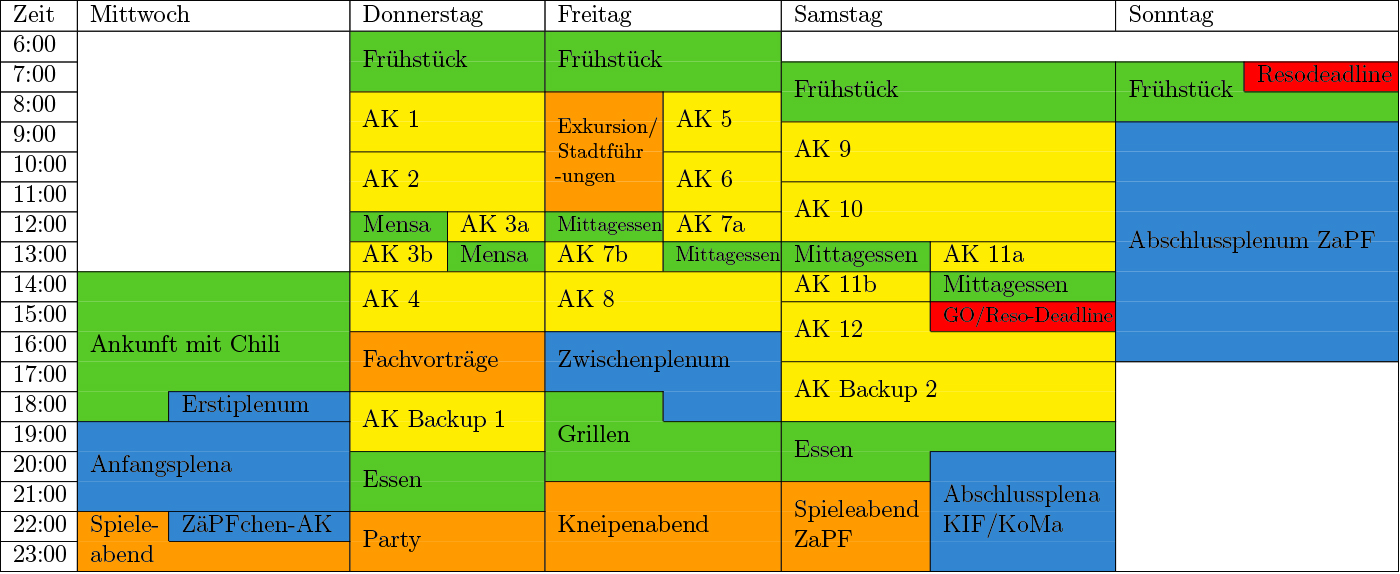 Zeit Mittwoch Donnerstag Freitag Samstag Sonntag
6:00
Frühstück Frühstück
7:00 Resodeadline
Frühstück Frühstück
8:00
AK 1 Exkursion/ AK 5
9:00
Stadtführ AK 9
10:00
AK 2 -ungen AK 6
11:00
AK 10
12:00 Mensa AK 3a Mittagessen AK 7a
Abschlussplenum ZaPF
13:00 AK 3b Mensa AK 7b Mittagessen Mittagessen AK 11a
14:00 AK 11b Mittagessen
AK 4 AK 8
15:00 GO/Reso-Deadline
AK 12
16:00
Ankunft mit Chili
Fachvorträge Zwischenplenum
17:00
AK Backup 2
18:00 Erstiplenum
AK Backup 1
19:00
Grillen
Essen
20:00
Anfangsplena
Essen
21:00
Abschlussplena
Spieleabend
22:00 Spiele- ZäPFchen-AK Kneipenabend KIF/KoMa
Party ZaPF
23:00 abend